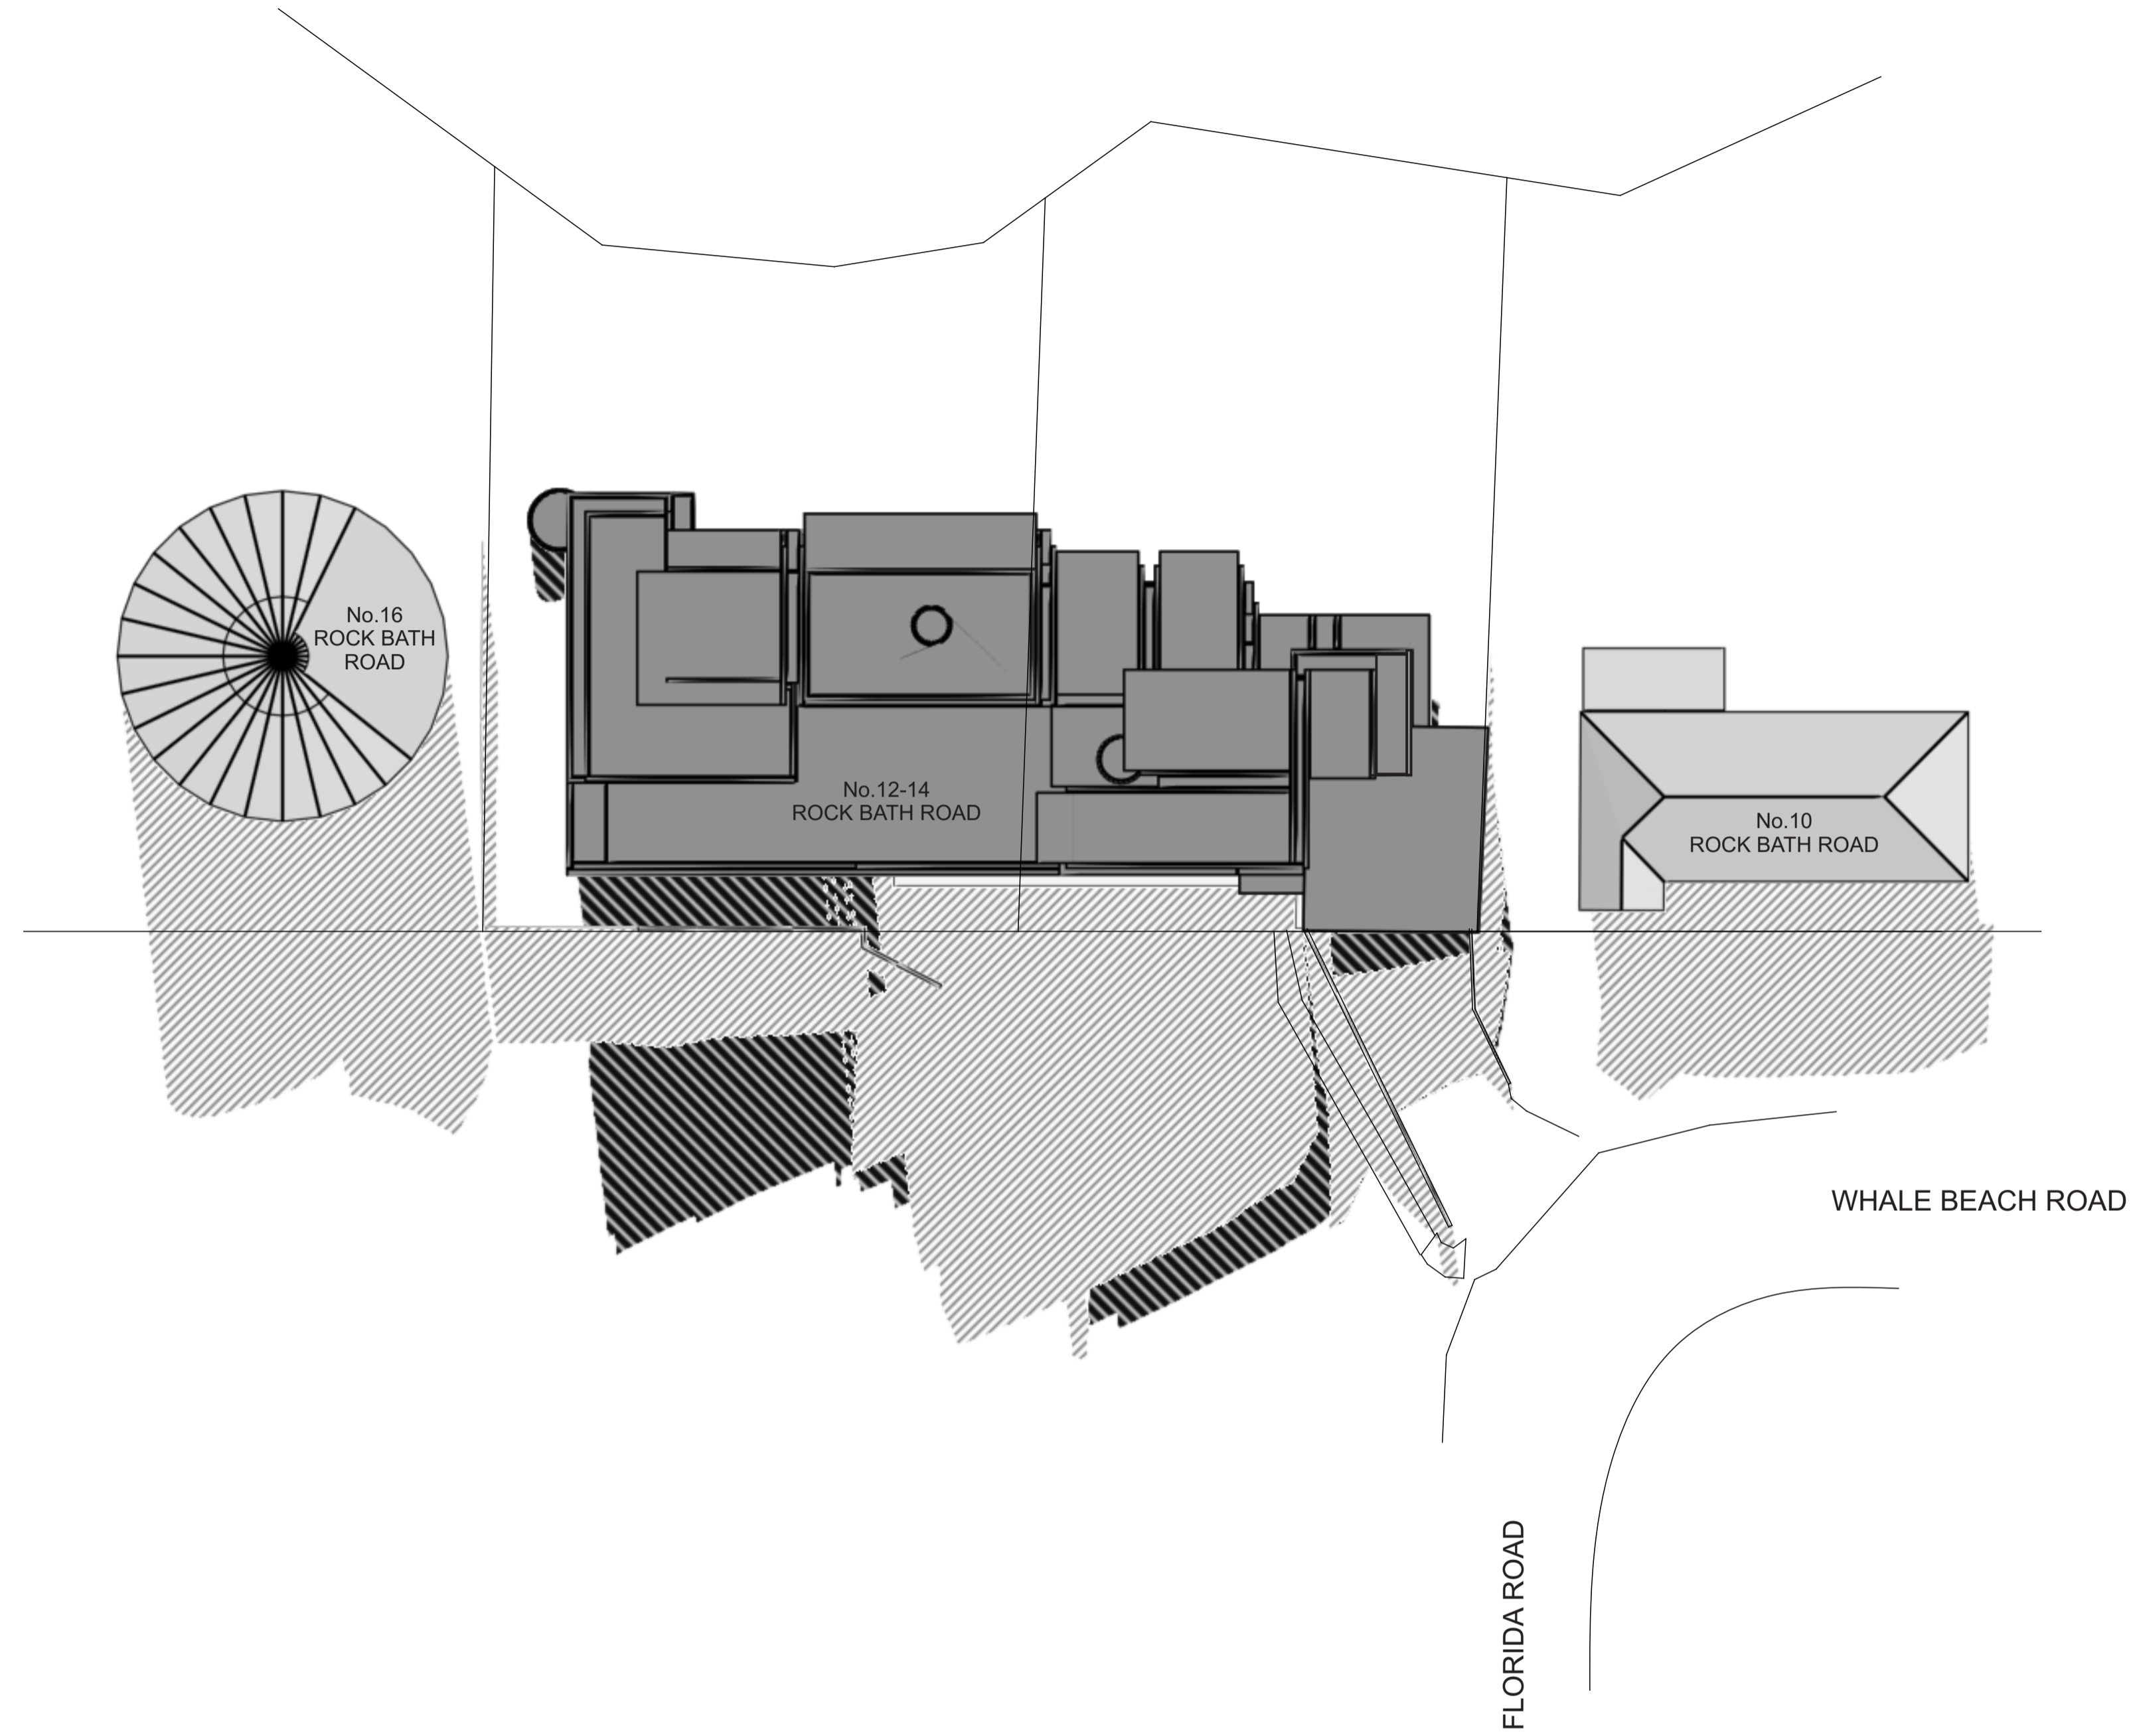 No.16
ROCK BATH
ROAD
No.12-14
ROCK BATH ROAD
No.10
ROCK BATH ROAD
WHALE BEACH ROAD
FLORIDA ROAD